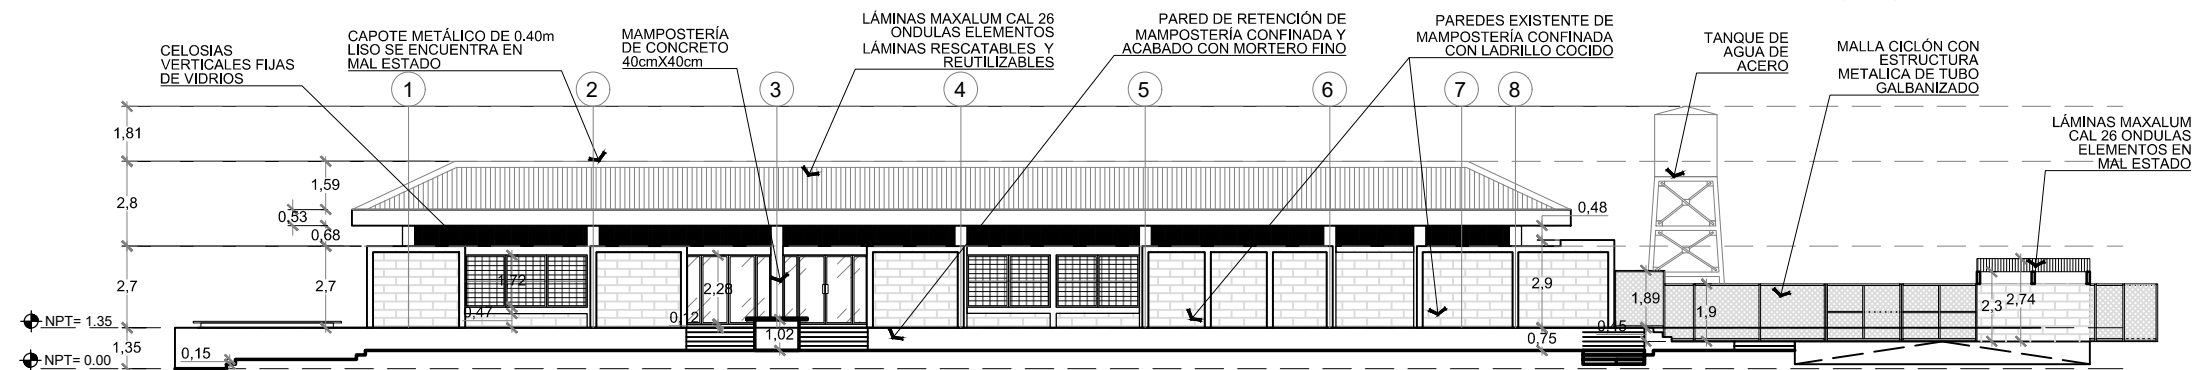 CELOSIAS
VERTICALES FIJAS
DE VIDRIOS
CAPOTE METÁLICO DE 0.40m
LISO SE ENCUENTRA EN
MAL ESTADO
MAMPOSTERÍA
DE CONCRETO
40cmX40cm
LÁMINAS MAXALUM CAL 26
ONDULAS ELEMENTOS
LÁMINAS RESCATABLES Y
REUTILIZABLES
PARED DE RETENCIÓN DE
MAMPOSTERÍA CONFINADA Y
ACABADO CON MORTERO FINO
PAREDES EXISTENTE DE
MAMPOSTERÍA CONFINADA
CON LADRILLO COCIDO
TANQUE DE
AGUA DE
ACERO
MALLA CICLÓN CON
ESTRUCTURA
METALICA DE TUBO
GALBANIZADO
LÁMINAS MAXALUM
CAL 26 ONDULAS
ELEMENTOS EN
MAL ESTADO
1 2 3 4 5 6 7 8
1,81
2,8
2,7
1,35
1,59
0,53
0,68
2,7
0,48
1,72
0,47
2,28
0,12
1,02
2,9
0,75
1,89
0,45
1,9
2,3
2,74
NPT= 1.35
NPT= 0.00
0,15